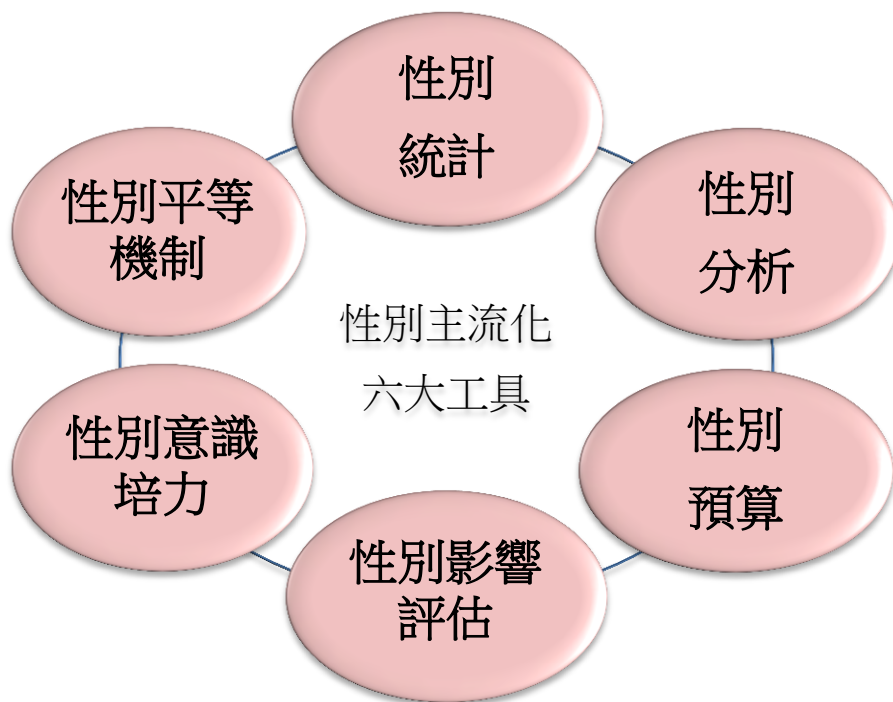 性別
統計
性別
分析
性別
預算
性別影響
評估
性別意識
培力
性別平等
機制
性別主流化
六大工具